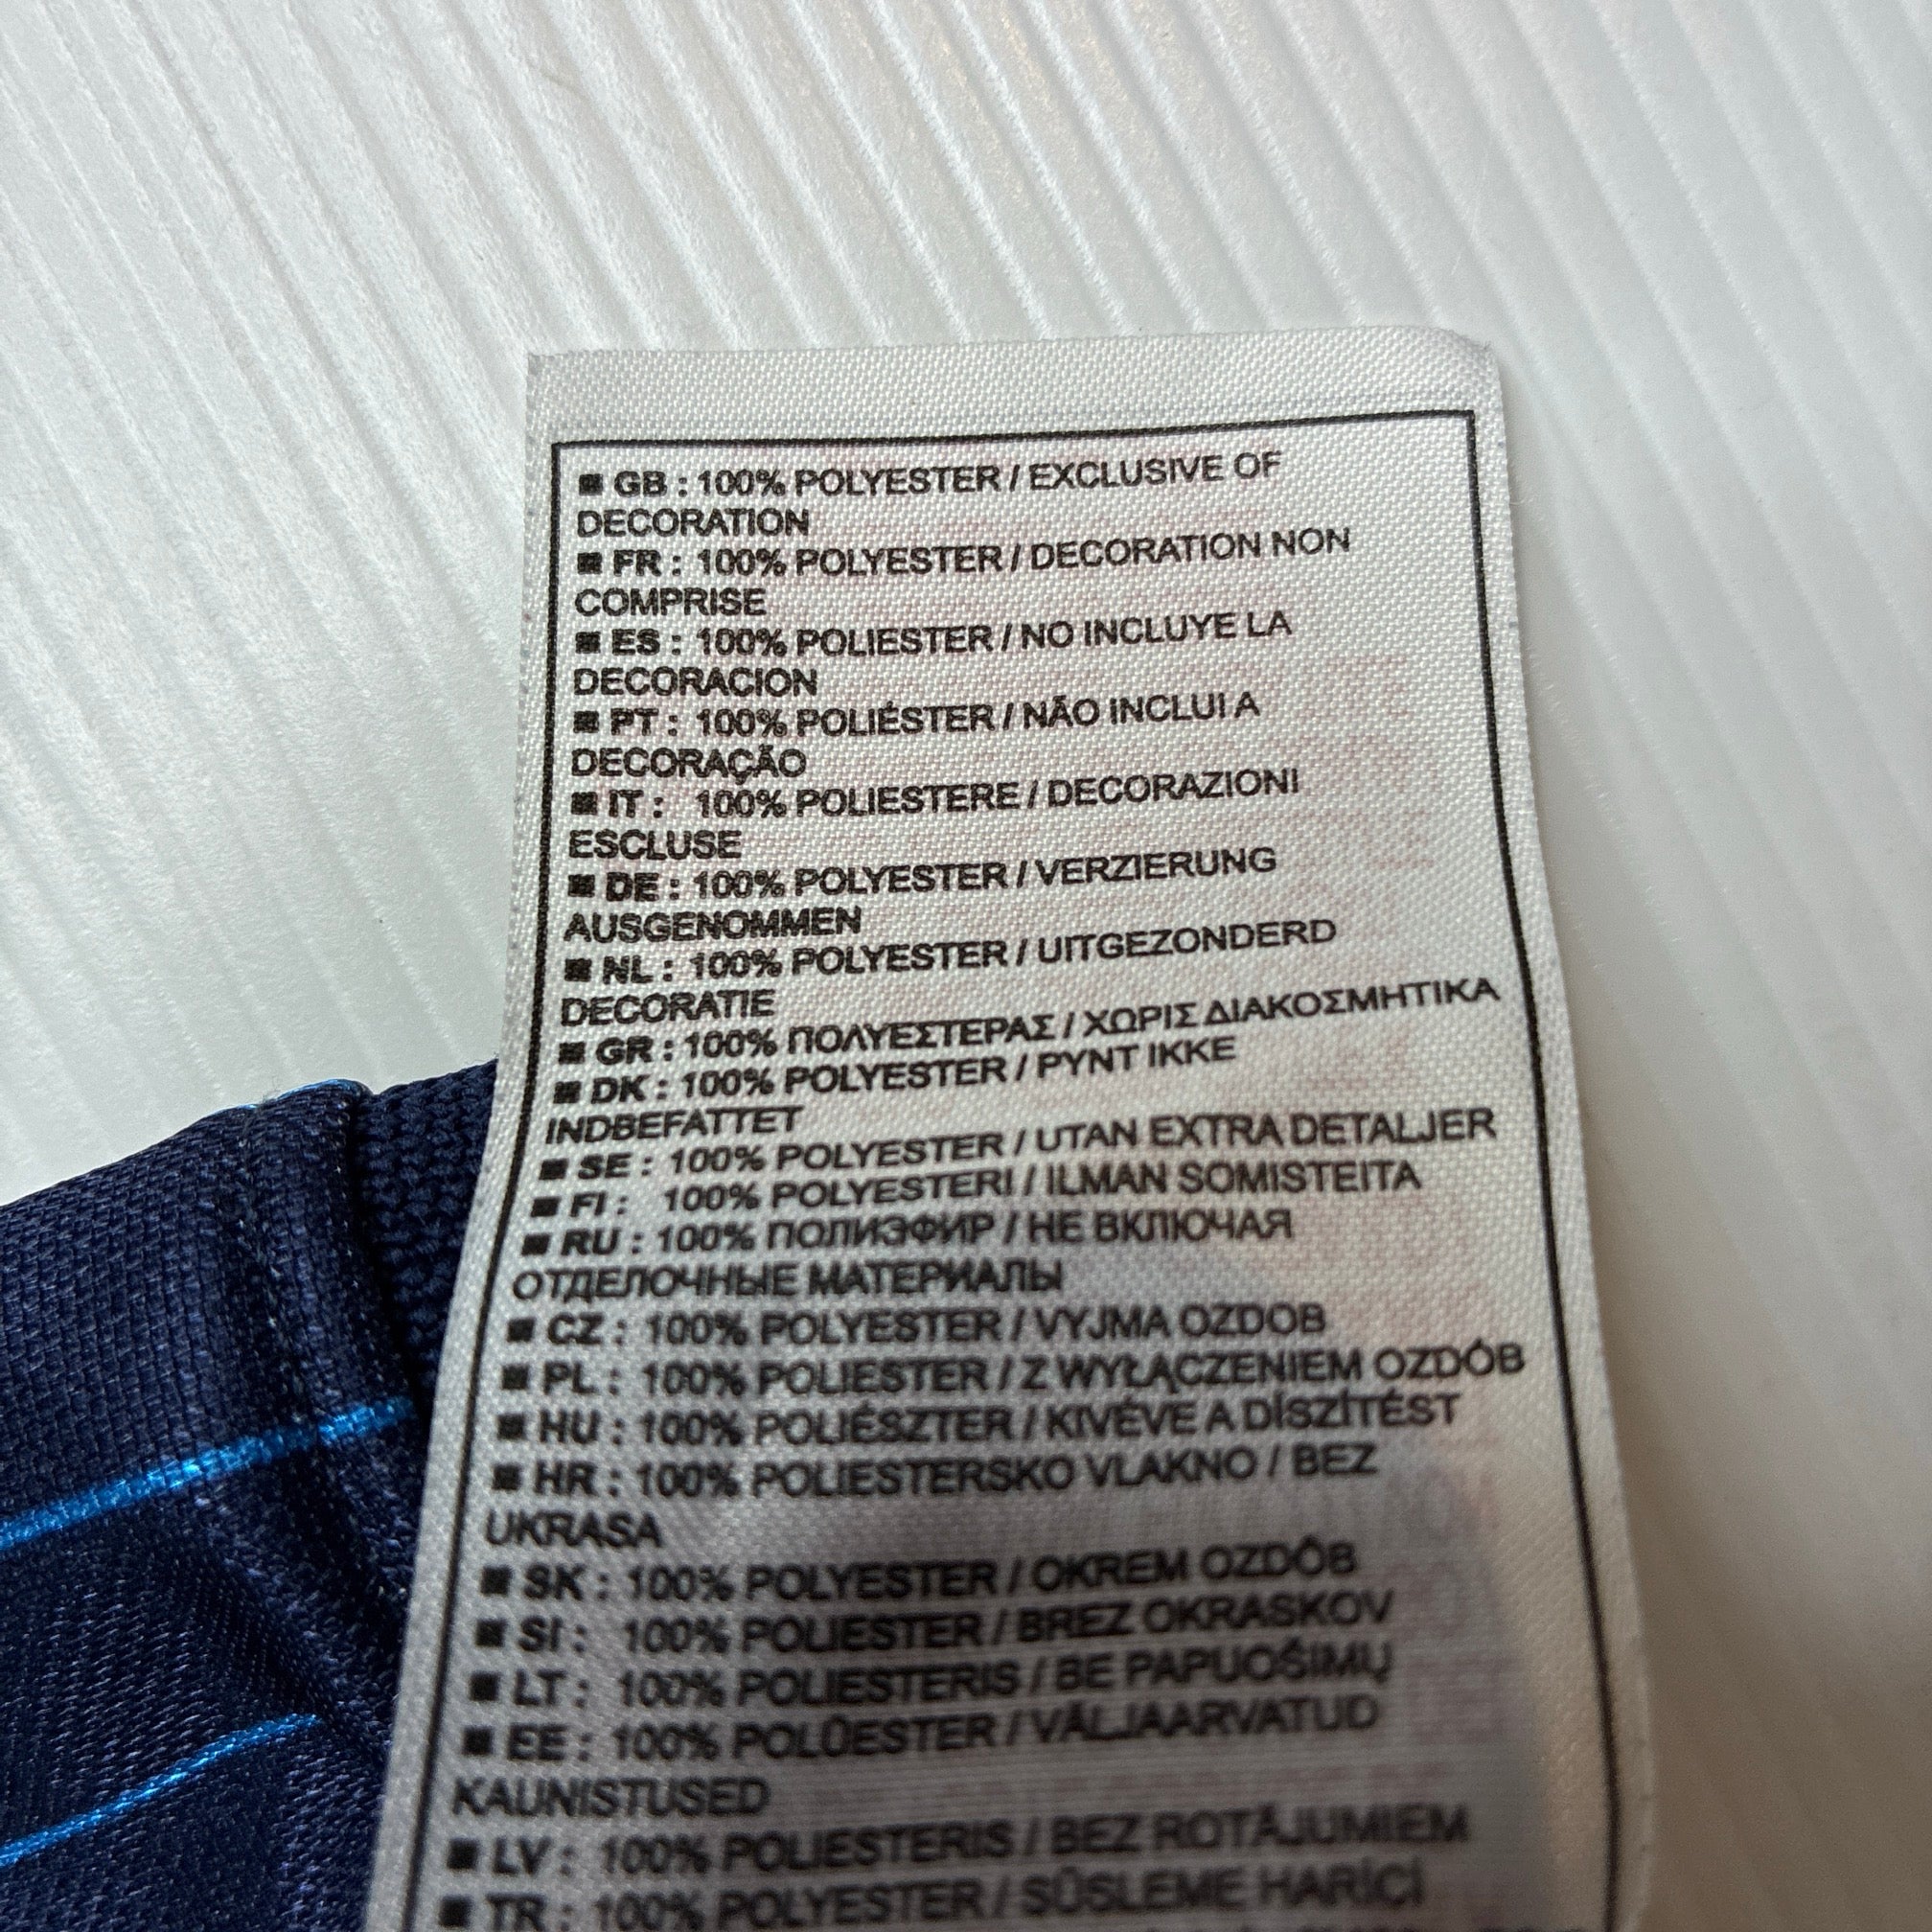 ■ GB : 100% POLYESTER / EXCLUSIVE OF
DECORATION
■ FR : 100% POLYESTER / DECORATION NON
COMPRISE
■ ES : 100% POLIESTER / NO INCLUYE LA
DECORACION
■ PT : 100% POLIÉSTER / NÃO INCLUI A
DECORAÇÃO
■ IT : 100% POLIESTERE / DECORAZIONI
ESCLUSE
■ DE : 100% POLYESTER / VERZIERUNG
AUSGENOMMEN
■ NL : 100% POLYESTER / UITGEZONDERD
DECORATIE
■ GR : 100% ΠΟΛΥΕΣΤΕΡΑΣ / ΧΩΡΙΣ ΔΙΑΚΟΣΜΗΤΙΚΑ
■ DK : 100% POLYESTER / PYNT IKKE
INDBEFATTET
■ SE : 100% POLYESTER / UTAN EXTRA DETALJER
■ FI : 100% POLYESTERI / ILMAN SOMISTEITA
■ RU : 100% ПОЛИЭФИР / НЕ ВКЛЮЧАЯ
ОТДЕЛОЧНЫЕ МАТЕРИАЛЫ
■ CZ : 100% POLYESTER / VYJMA OZDOB
■ PL : 100% POLIESTER / Z WYŁĄCZENIEM OZDÓB
■ HU : 100% POLIÉSZTER / KIVÉVE A DÍSZÍTÉST
■ HR : 100% POLIESTERSKO VLAKNO / BEZ
UKRASA
■ SK : 100% POLYESTER / OKREM OZDÔB
■ SI : 100% POLIESTER / BREZ OKRASKOV
■ LT : 100% POLIESTERIS / BE PAPUOŠIMŲ
■ EE : 100% POLÜESTER / VÄLJAARVATUD
KAUNISTUSED
■ LV : 100% POLIESTERIS / BEZ ROTĀJUMIEM
■ TR : 100% POLYESTER / SÜSLEME HARİCİ